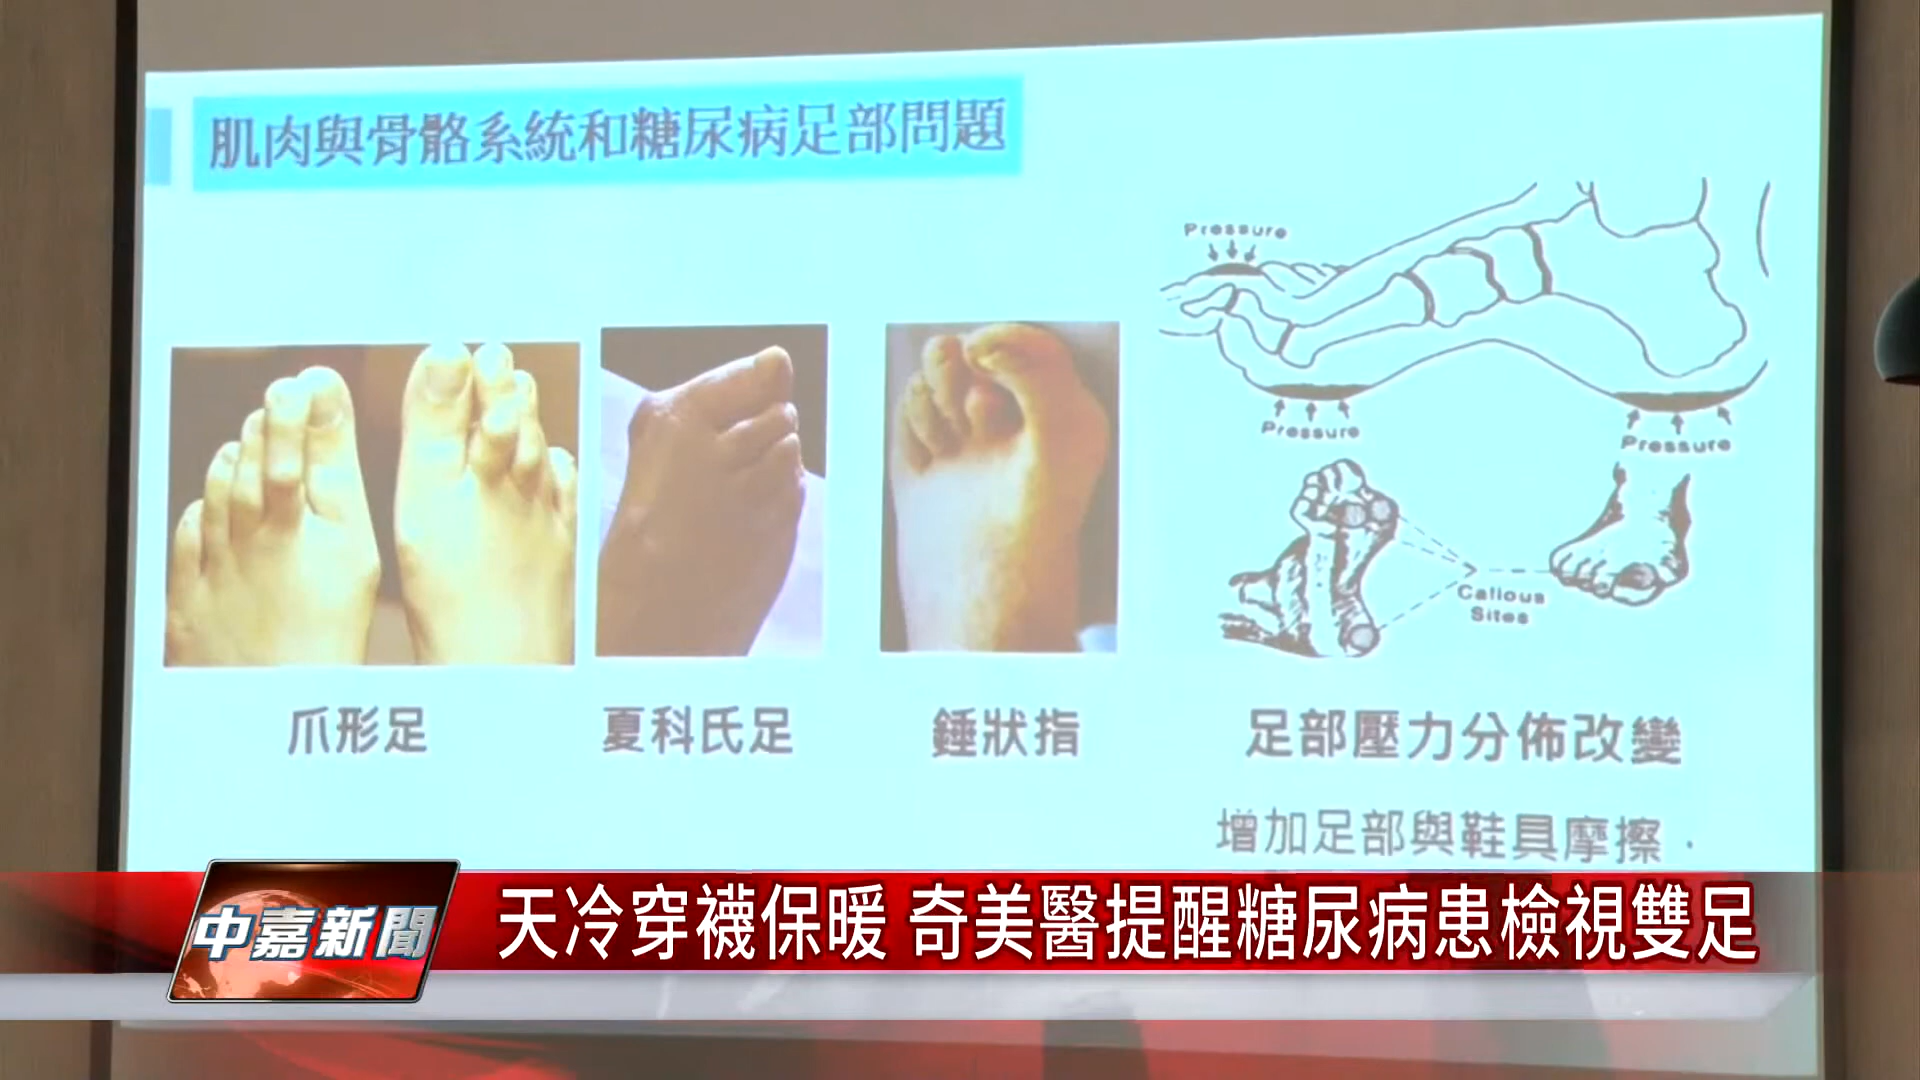 肌肉與骨骼系統和糖尿病足部問題
Pressure
Pressure
Pressure
Callous
Sites
爪形足
夏科氏足
錘狀指
足部壓力分佈改變
增加足部與鞋具摩擦．
中嘉新聞
天冷穿襪保暖 奇美醫提醒糖尿病患檢視雙足